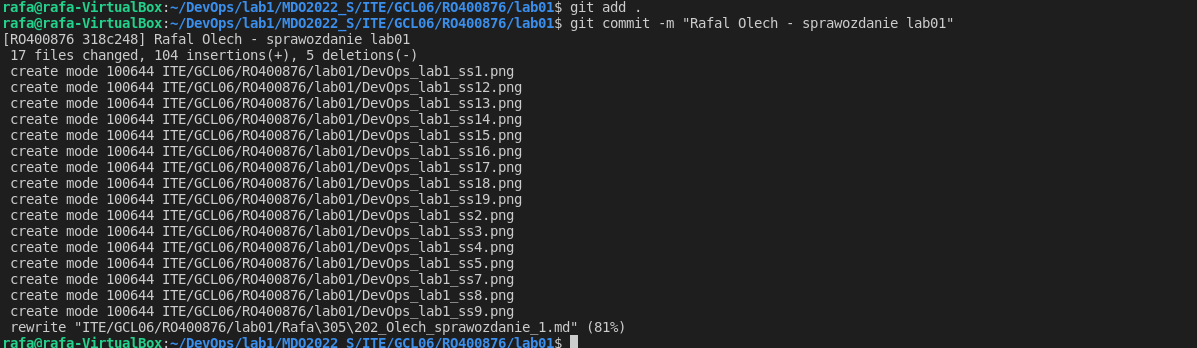 rafa@rafa-VirtualBox:~/DevOps/lab1/MDO2022_S/ITE/GCL06/RO400876/lab01$ git add .
rafa@rafa-VirtualBox:~/DevOps/lab1/MDO2022_S/ITE/GCL06/RO400876/lab01$ git commit -m "Rafal Olech - sprawozdanie lab01"
[RO400876 318c248] Rafal Olech - sprawozdanie lab01
 17 files changed, 104 insertions(+), 5 deletions(-)
 create mode 100644 ITE/GCL06/RO400876/lab01/DevOps_lab1_ss1.png
 create mode 100644 ITE/GCL06/RO400876/lab01/DevOps_lab1_ss12.png
 create mode 100644 ITE/GCL06/RO400876/lab01/DevOps_lab1_ss13.png
 create mode 100644 ITE/GCL06/RO400876/lab01/DevOps_lab1_ss14.png
 create mode 100644 ITE/GCL06/RO400876/lab01/DevOps_lab1_ss15.png
 create mode 100644 ITE/GCL06/RO400876/lab01/DevOps_lab1_ss16.png
 create mode 100644 ITE/GCL06/RO400876/lab01/DevOps_lab1_ss17.png
 create mode 100644 ITE/GCL06/RO400876/lab01/DevOps_lab1_ss18.png
 create mode 100644 ITE/GCL06/RO400876/lab01/DevOps_lab1_ss19.png
 create mode 100644 ITE/GCL06/RO400876/lab01/DevOps_lab1_ss2.png
 create mode 100644 ITE/GCL06/RO400876/lab01/DevOps_lab1_ss3.png
 create mode 100644 ITE/GCL06/RO400876/lab01/DevOps_lab1_ss4.png
 create mode 100644 ITE/GCL06/RO400876/lab01/DevOps_lab1_ss5.png
 create mode 100644 ITE/GCL06/RO400876/lab01/DevOps_lab1_ss7.png
 create mode 100644 ITE/GCL06/RO400876/lab01/DevOps_lab1_ss8.png
 create mode 100644 ITE/GCL06/RO400876/lab01/DevOps_lab1_ss9.png
 rewrite "ITE/GCL06/RO400876/lab01/Rafa\305\202_Olech_sprawozdanie_1.md" (81%)
rafa@rafa-VirtualBox:~/DevOps/lab1/MDO2022_S/ITE/GCL06/RO400876/lab01$